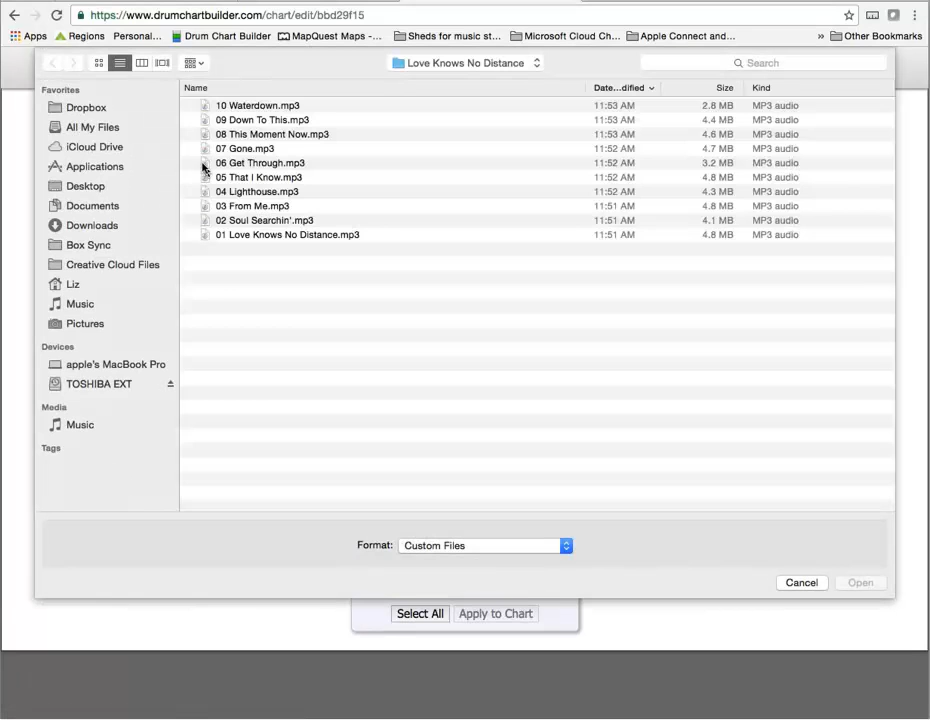 https://www.drumchartbuilder.com/chart/edit/bbd29f15
Apps Regions Personal... Drum Chart Builder MapQuest Maps -... Sheds for music st... Microsoft Cloud Ch... Apple Connect and... » Other Bookmarks
Love Knows No Distance Search
Favorites
Dropbox
All My Files
iCloud Drive
Applications
Desktop
Documents
Downloads
Box Sync
Creative Cloud Files
Liz
Music
Pictures
Devices
apple's MacBook Pro
TOSHIBA EXT
Media
Music
Tags
Name Date...dified Size Kind
10 Waterdown.mp3 11:53 AM 2.8 MB MP3 audio
09 Down To This.mp3 11:53 AM 4.4 MB MP3 audio
08 This Moment Now.mp3 11:53 AM 4.6 MB MP3 audio
07 Gone.mp3 11:52 AM 4.7 MB MP3 audio
06 Get Through.mp3 11:52 AM 3.2 MB MP3 audio
05 That I Know.mp3 11:52 AM 4.8 MB MP3 audio
04 Lighthouse.mp3 11:52 AM 4.3 MB MP3 audio
03 From Me.mp3 11:51 AM 4.8 MB MP3 audio
02 Soul Searchin'.mp3 11:51 AM 4.1 MB MP3 audio
01 Love Knows No Distance.mp3 11:51 AM 4.8 MB MP3 audio
Format: Custom Files
Cancel Open
Select All Apply to Chart